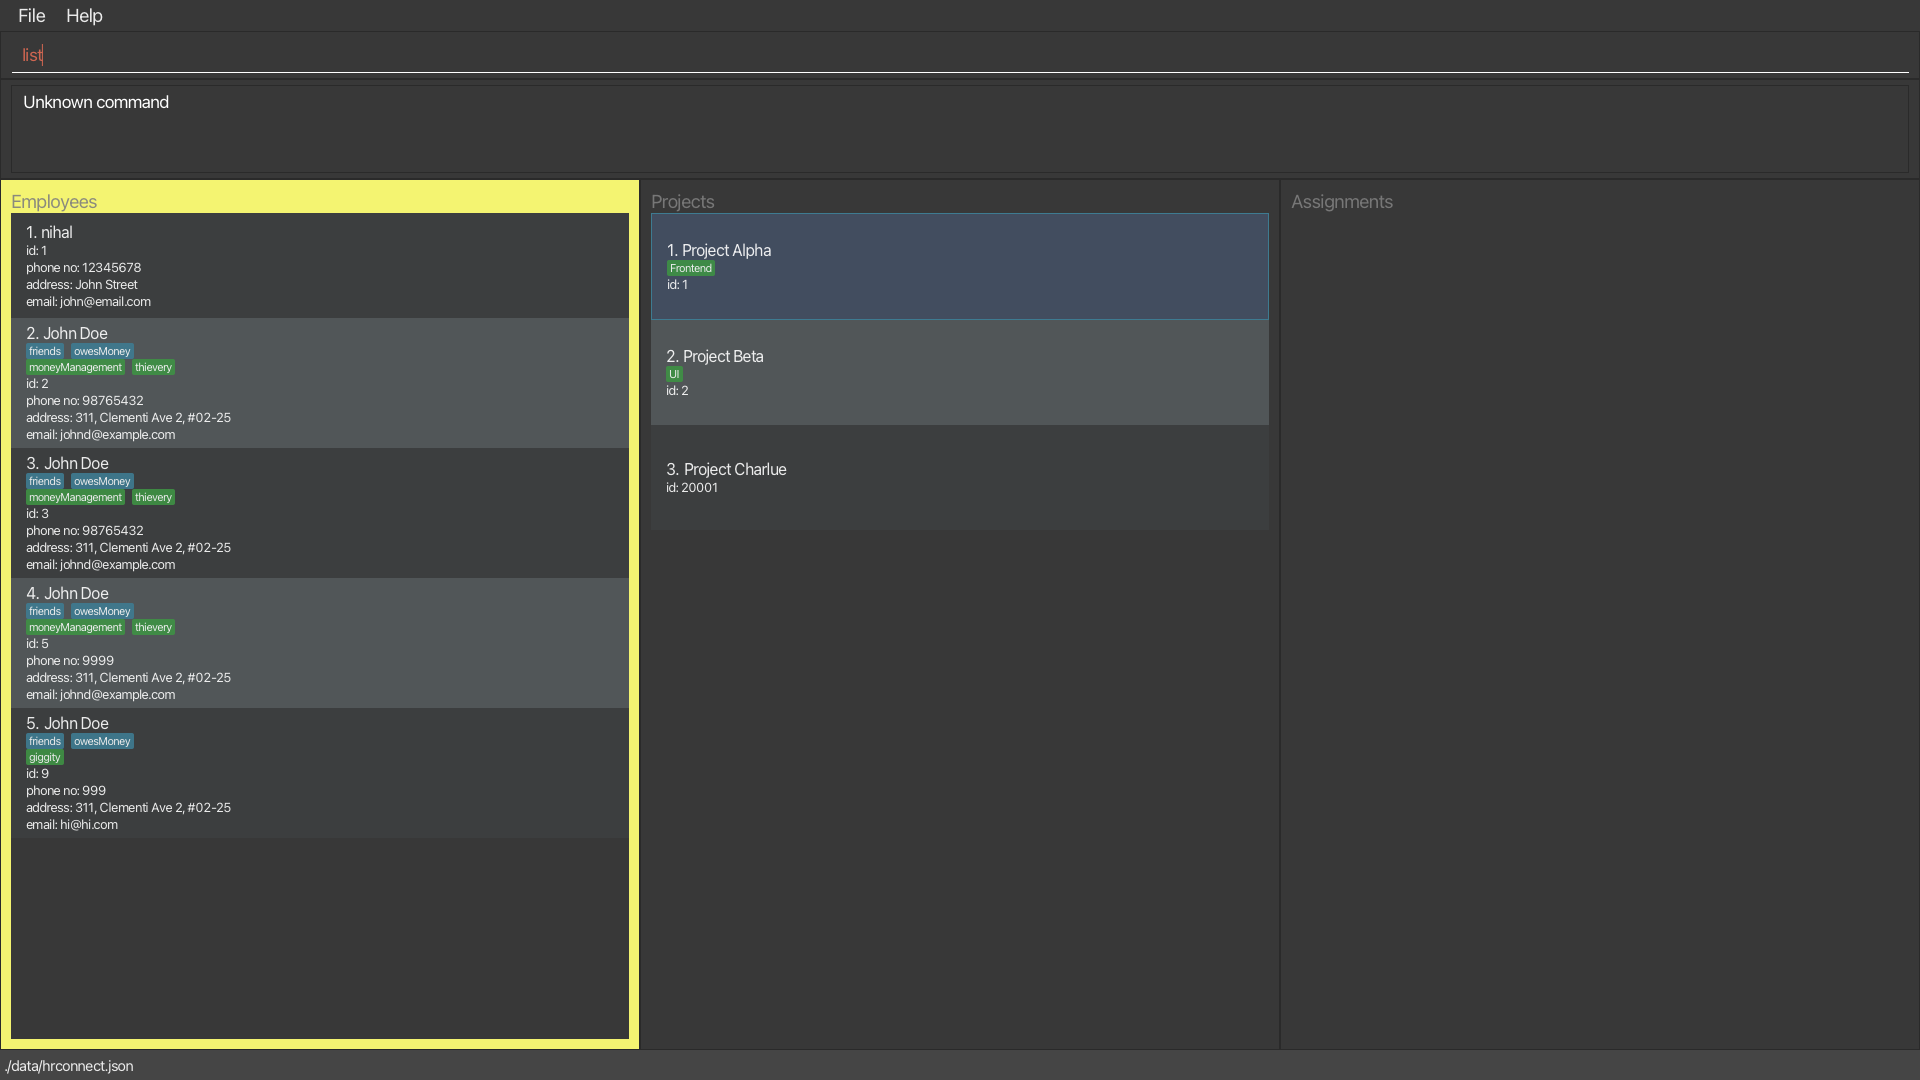 File Help
list
Unknown command
Employees
1. nihal
id: 1
phone no: 12345678
address: John Street
email: john@email.com
2. John Doe
friends owesMoney
moneyManagement thievery
id: 2
phone no: 98765432
address: 311, Clementi Ave 2, #02-25
email: johnd@example.com
3. John Doe
friends owesMoney
moneyManagement thievery
id: 3
phone no: 98765432
address: 311, Clementi Ave 2, #02-25
email: johnd@example.com
4. John Doe
friends owesMoney
moneyManagement thievery
id: 5
phone no: 9999
address: 311, Clementi Ave 2, #02-25
email: johnd@example.com
5. John Doe
friends owesMoney
giggity
id: 9
phone no: 999
address: 311, Clementi Ave 2, #02-25
email: hi@hi.com
Projects
1. Project Alpha
Frontend
id: 1
2. Project Beta
UI
id: 2
3. Project Charlue
id: 20001
Assignments
./data/hrconnect.json